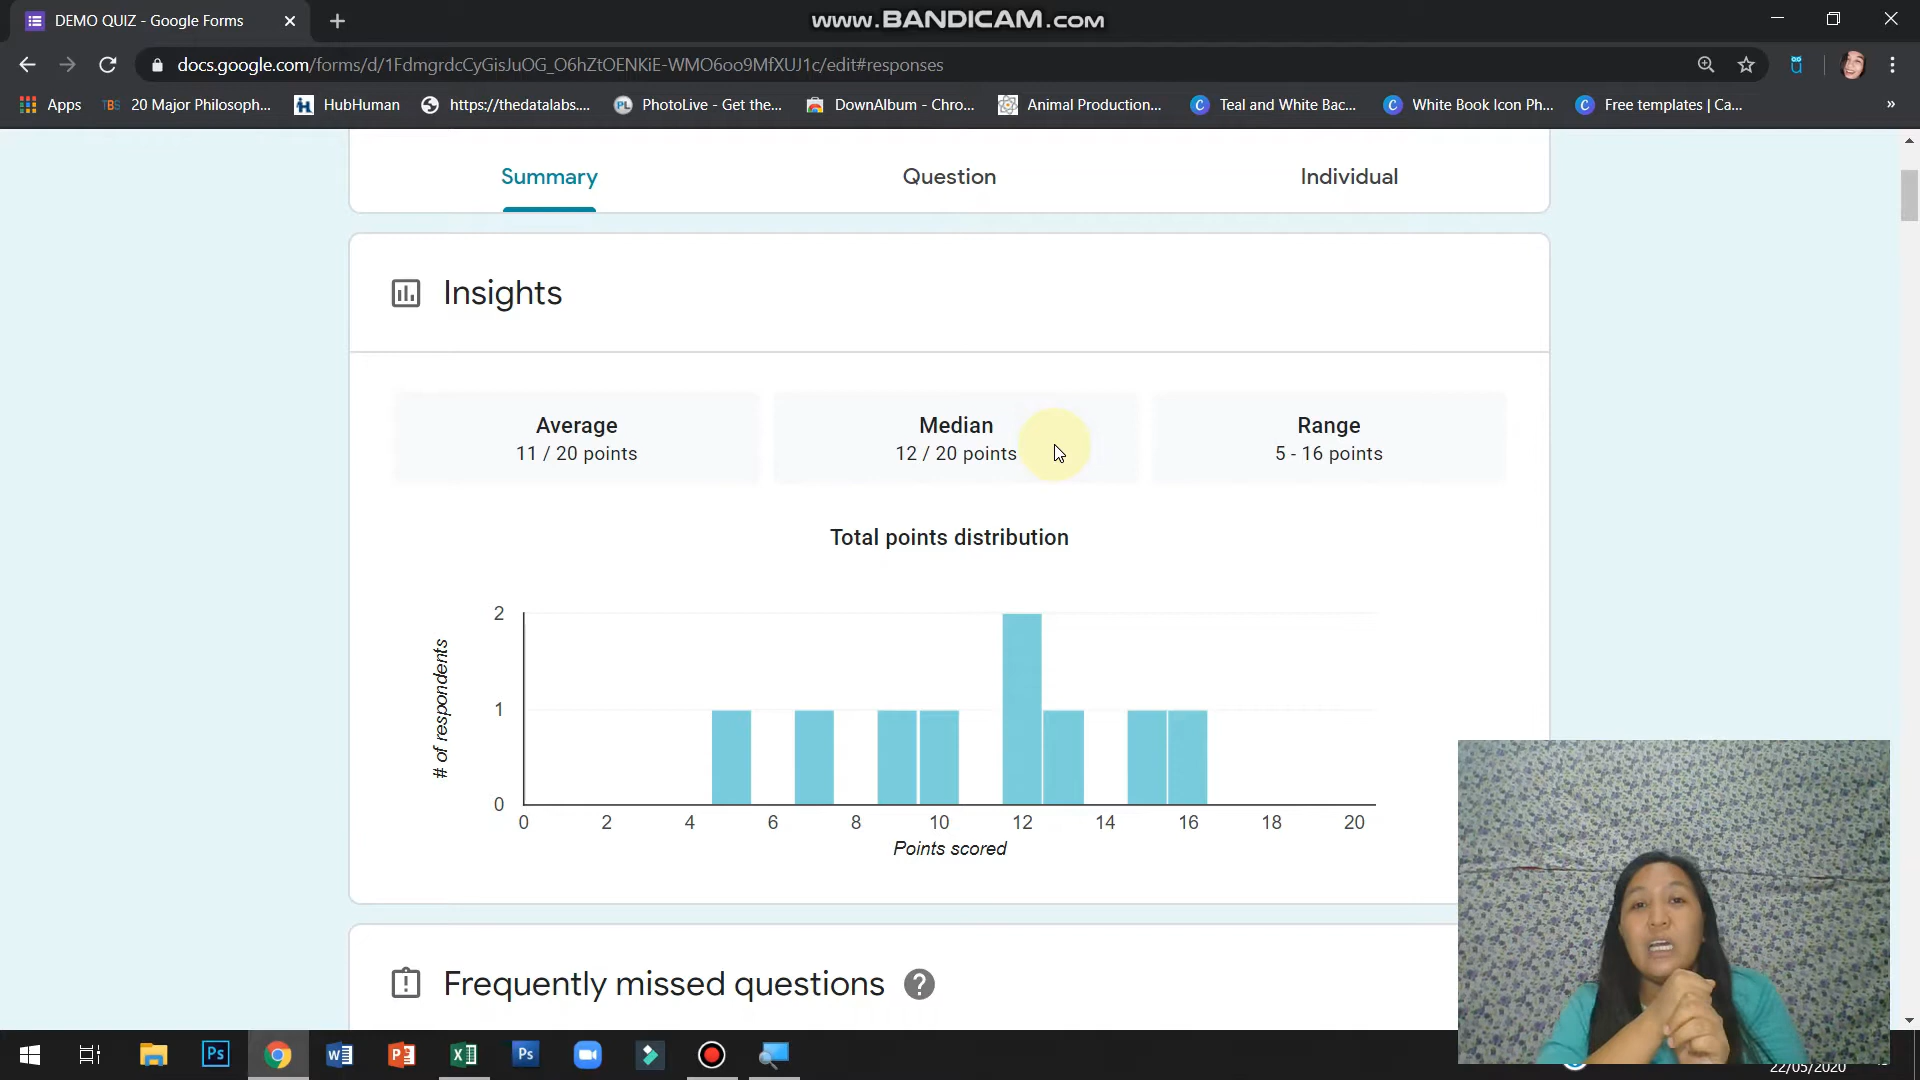 DEMO QUIZ - Google Forms
www.BANDICAM.com
docs.google.com/forms/d/1FdmgrdcCyGisJuOG_O6hZtOENKiE-WMO6oo9MfXUJ1c/edit#responses
Apps
TBS 20 Major Philosoph...
HubHuman
https://thedatalabs....
PL PhotoLive - Get the...
DownAlbum - Chro...
Animal Production...
C Teal and White Bac...
C White Book Icon Ph...
C Free templates | Ca...
»
Summary
Question
Individual
Insights
Average
11 / 20 points
Median
12 / 20 points
Range
5 - 16 points
Total points distribution
# of respondents
2
1
0
0 2 4 6 8 10 12 14 16 18 20
Points scored
Frequently missed questions ?
Ps
Ps
22/05/2020